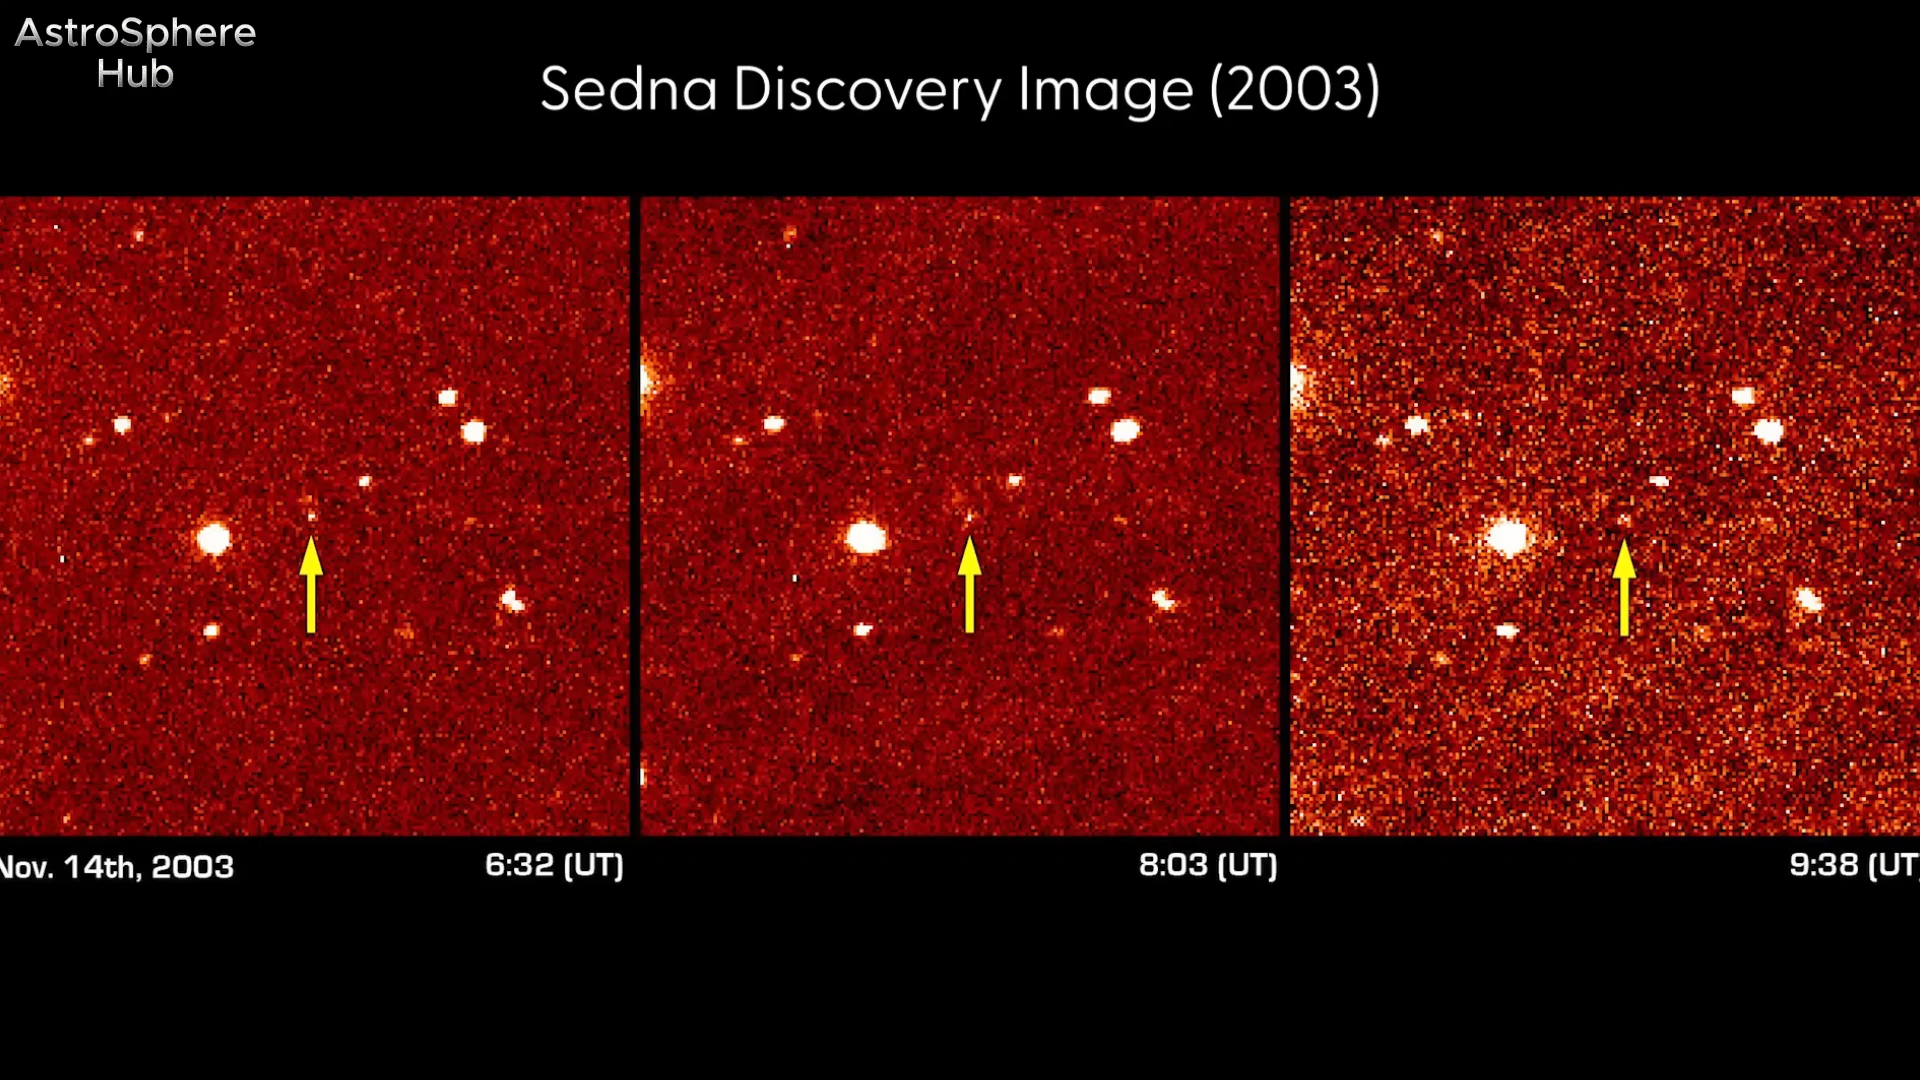 AstroSphere
Hub
Sedna Discovery Image (2003)
Nov. 14th, 2003
6:32 (UT)
8:03 (UT)
9:38 (UT)